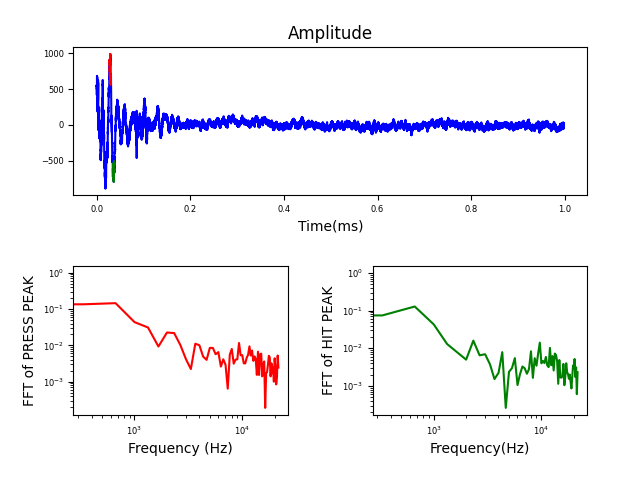 Amplitude
1000
500
0
−500
0.0 0.2 0.4 0.6 0.8 1.0
Time(ms)
FFT of PRESS PEAK
10⁰
10⁻¹
10⁻²
10⁻³
10³ 10⁴
Frequency (Hz)
FFT of HIT PEAK
10⁰
10⁻¹
10⁻²
10⁻³
10³ 10⁴
Frequency(Hz)